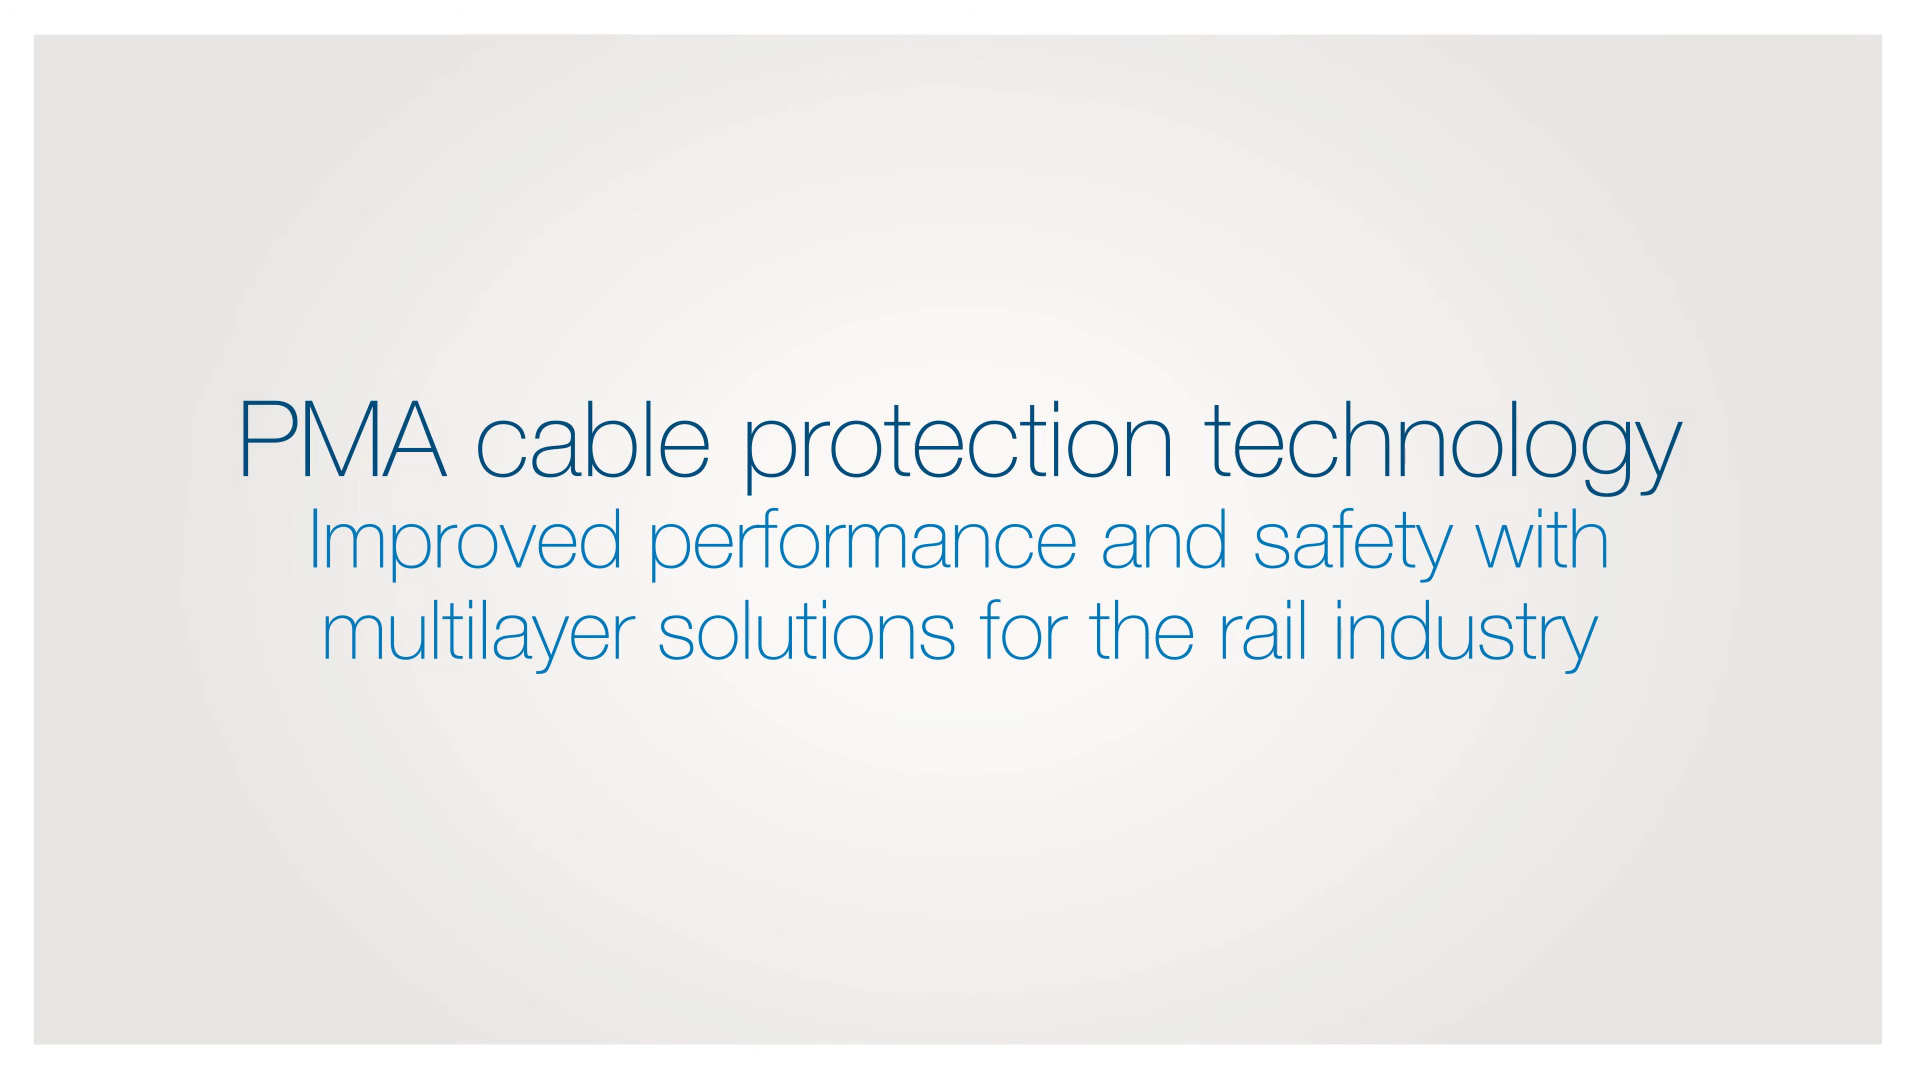 PMA cable protection technology
Improved performance and safety with
multilayer solutions for the rail industry